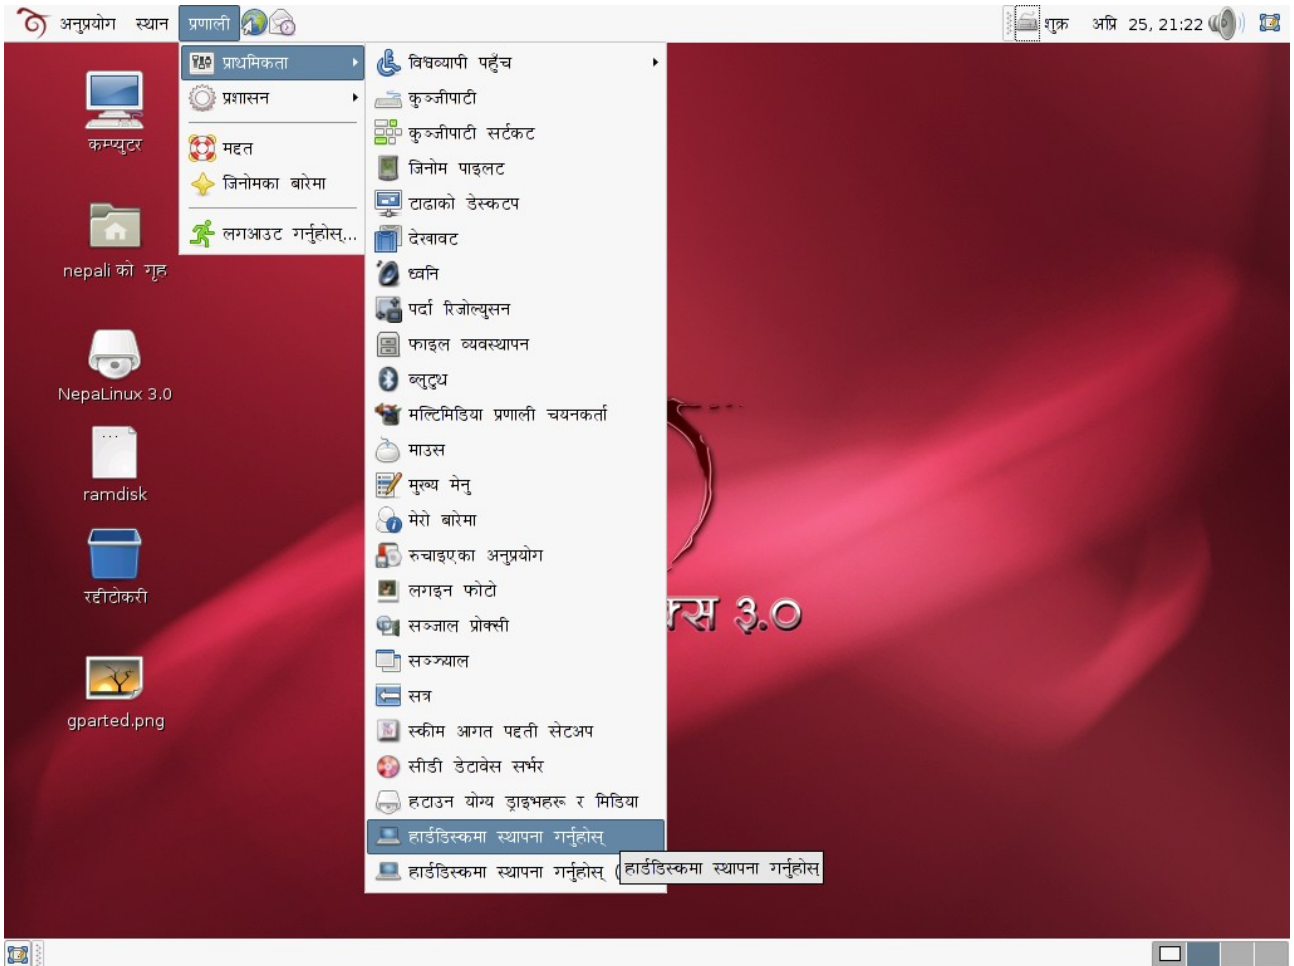 अनुप्रयोग स्थान प्रणाली
शुक्र अप्रि 25, 21:22
प्राथमिकता
प्रशासन
मद्दत
जिनोमका बारेमा
लगआउट गर्नुहोस्...
विश्वव्यापी पहुँच
कुञ्जीपाटी
कुञ्जीपाटी सर्टकट
जिनोम पाइलट
टाढाको डेस्कटप
देखावट
ध्वनि
पर्दा रिजोल्युसन
फाइल व्यवस्थापन
ब्लुटुथ
मल्टिमिडिया प्रणाली चयनकर्ता
माउस
मुख्य मेनु
मेरो बारेमा
रुचाइएका अनुप्रयोग
लगइन फोटो
सञ्जाल प्रोक्सी
सञ्झ्याल
सत्र
स्कीम आगत पद्दती सेटअप
सीडी डेटावेस सर्भर
हटाउन योग्य ड्राइभहरू र मिडिया
हार्डडिस्कमा स्थापना गर्नुहोस्
हार्डडिस्कमा स्थापना गर्नुहोस् (
हार्डडिस्कमा स्थापना गर्नुहोस्
कम्प्युटर
nepali को गृह
NepaLinux 3.0
ramdisk
रद्दीटोकरी
gparted.png
क्स ३.०